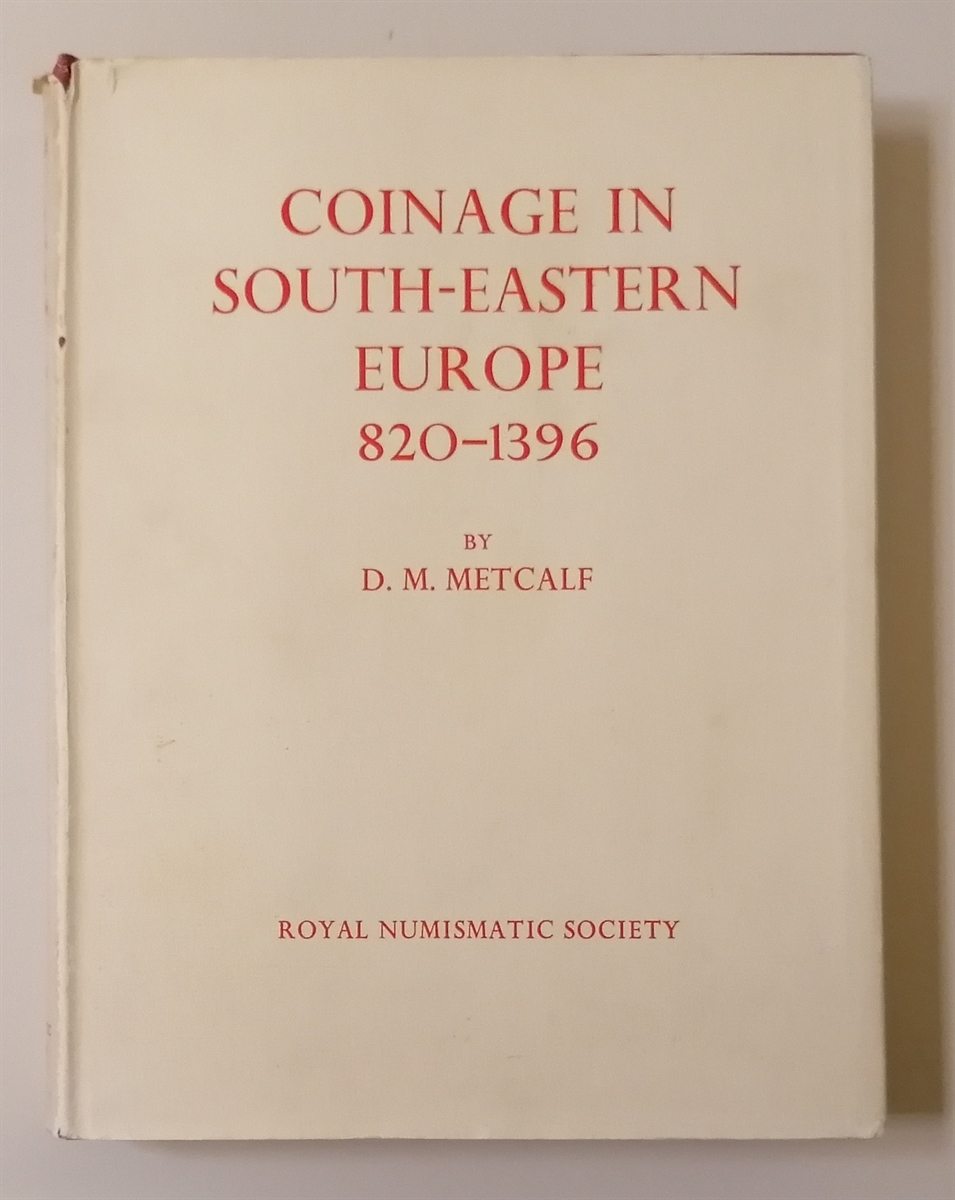 COINAGE IN
SOUTH-EASTERN
EUROPE
820–1396
BY
D. M. METCALF
ROYAL NUMISMATIC SOCIETY